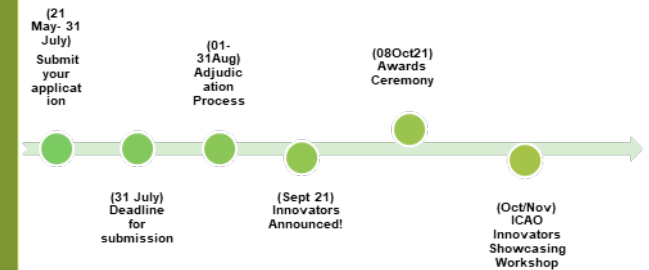 (21
May- 31
July)
Submit
your
applicat
ion
(31 July)
Deadline
for
submission
(01-
31Aug)
Adjudic
ation
Process
(Sept 21)
Innovators
Announced!
(08Oct21)
Awards
Ceremony
(Oct/Nov)
ICAO
Innovators
Showcasing
Workshop